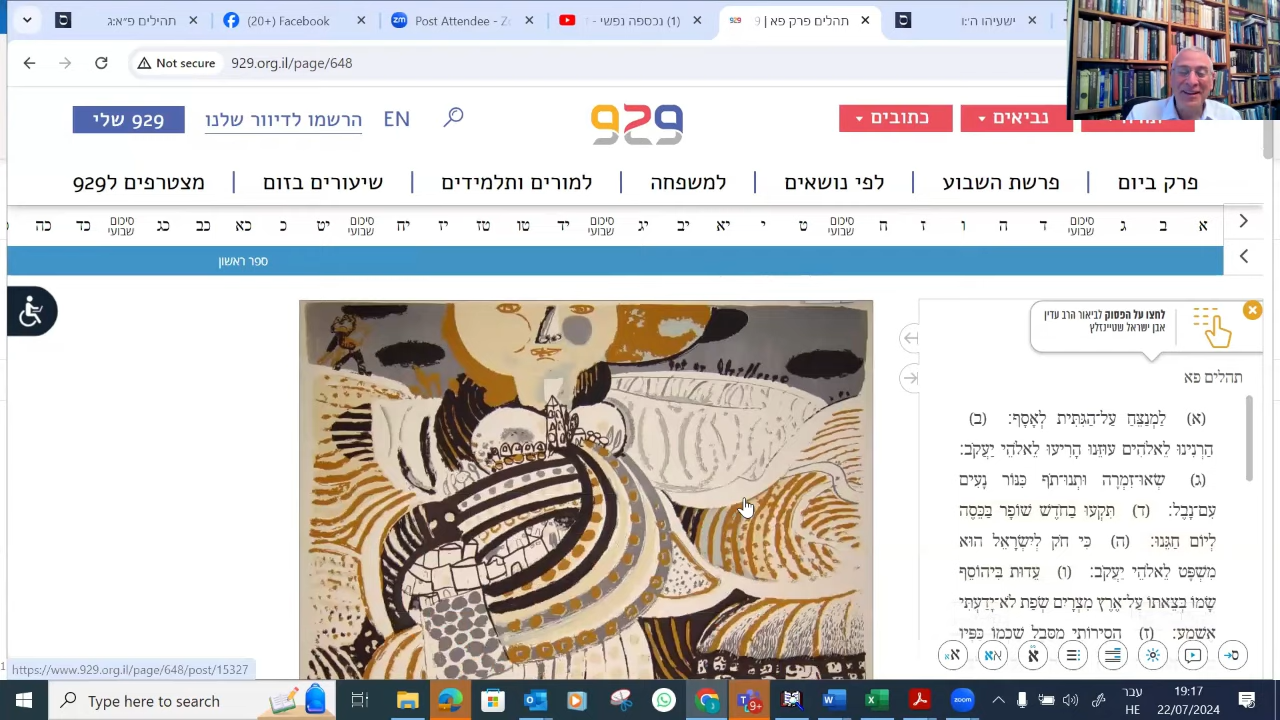 תהילים פ״א:ג
(20+) Facebook
Post Attendee - Zo
(1) נכספה נפשי -
929 תהלים פרק פא |
ישעיהו ה׳:ו
Not secure
929.org.il/page/648
929 שלי
הרשמו לדיוור שלנו
EN
929
כתובים
נביאים
פרק ביום
פרשת השבוע
לפי נושאים
למשפחה
למורים ותלמידים
שיעורים בזום
מצטרפים ל929
א ב ג סיכום שבועי ד ה ו ז ח סיכום שבועי ט י יא יב יג סיכום שבועי יד טו טז יז יח סיכום שבועי יט כ כא כב כג סיכום שבועי כד כה
ספר ראשון
לחצו על הפסוק לביאור הרב עדין
אבן ישראל שטיינזלץ
תהלים פא
(א) לַמְנַצֵּחַ עַל־הַגִּתִּית לְאָסָף: (ב)
הַרְנִינוּ לֵאלֹהִים עוּזֵּנוּ הָרִיעוּ לֵאלֹהֵי יַעֲקֹב:
(ג) שְׂאוּ־זִמְרָה וּתְנוּ־תֹף כִּנּוֹר נָעִים
עִם־נָבֶל: (ד) תִּקְעוּ בַחֹדֶשׁ שׁוֹפָר בַּכֵּסֶה
לְיוֹם חַגֵּנוּ: (ה) כִּי חֹק לְיִשְׂרָאֵל הוּא
מִשְׁפָּט לֵאלֹהֵי יַעֲקֹב: (ו) עֵדוּת בִּיהוֹסֵף
שָׂמוֹ בְּצֵאתוֹ עַל־אֶרֶץ מִצְרָיִם שְׂפַת לֹא־יָדַעְתִּי
אֶשְׁמָע: (ז) הֲסִירוֹתִי מִסֵּבֶל שִׁכְמוֹ כַּפָּיו
https://www.929.org.il/page/648/post/15327
Type here to search
9+
עבר
HE
19:17
22/07/2024